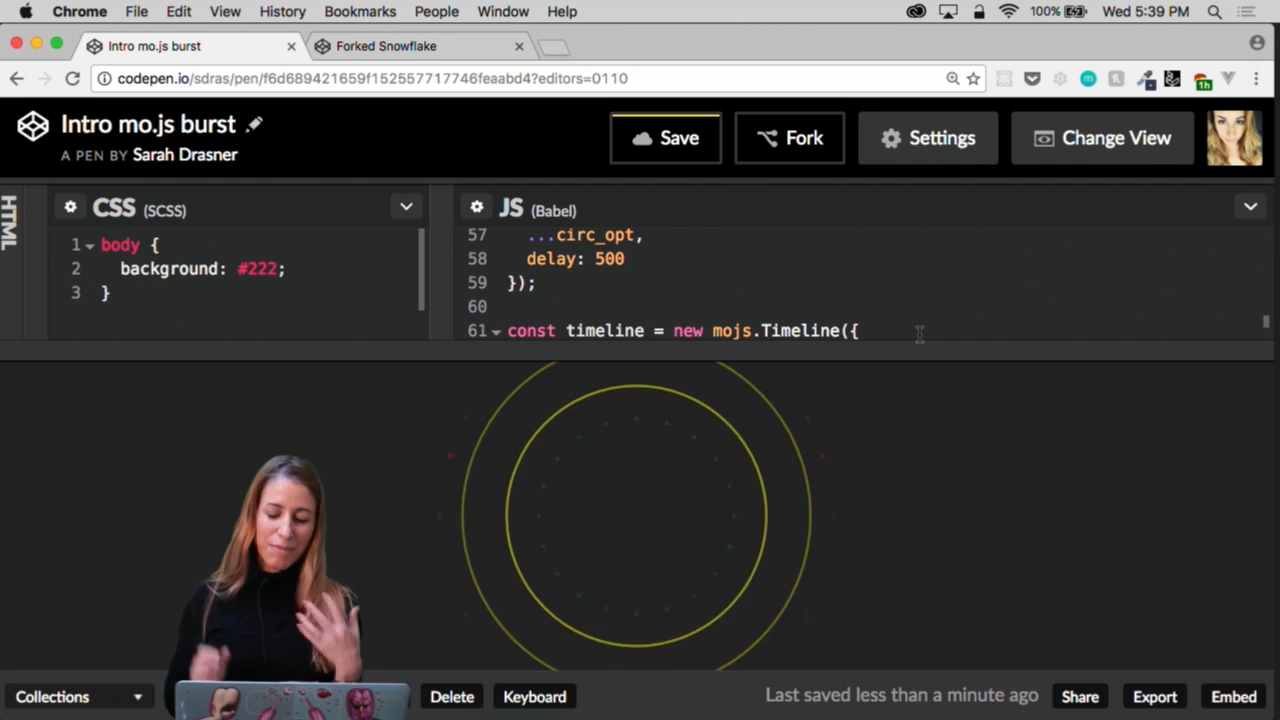 Chrome File Edit View History Bookmarks People Window Help 100% Wed 5:39 PM
Intro mo.js burst
Forked Snowflake
codepen.io/sdras/pen/f6d689421659f152557717746feaabd4?editors=0110
1h
Intro mo.js burst
A PEN BY Sarah Drasner
Save
Fork
Settings
Change View
HTML
CSS (SCSS)
1 body {
2 background: #222;
3 }
JS (Babel)
57 ...circ_opt,
58 delay: 500
59 });
60
61 const timeline = new mojs.Timeline({
Collections
Delete
Keyboard
Last saved less than a minute ago
Share
Export
Embed